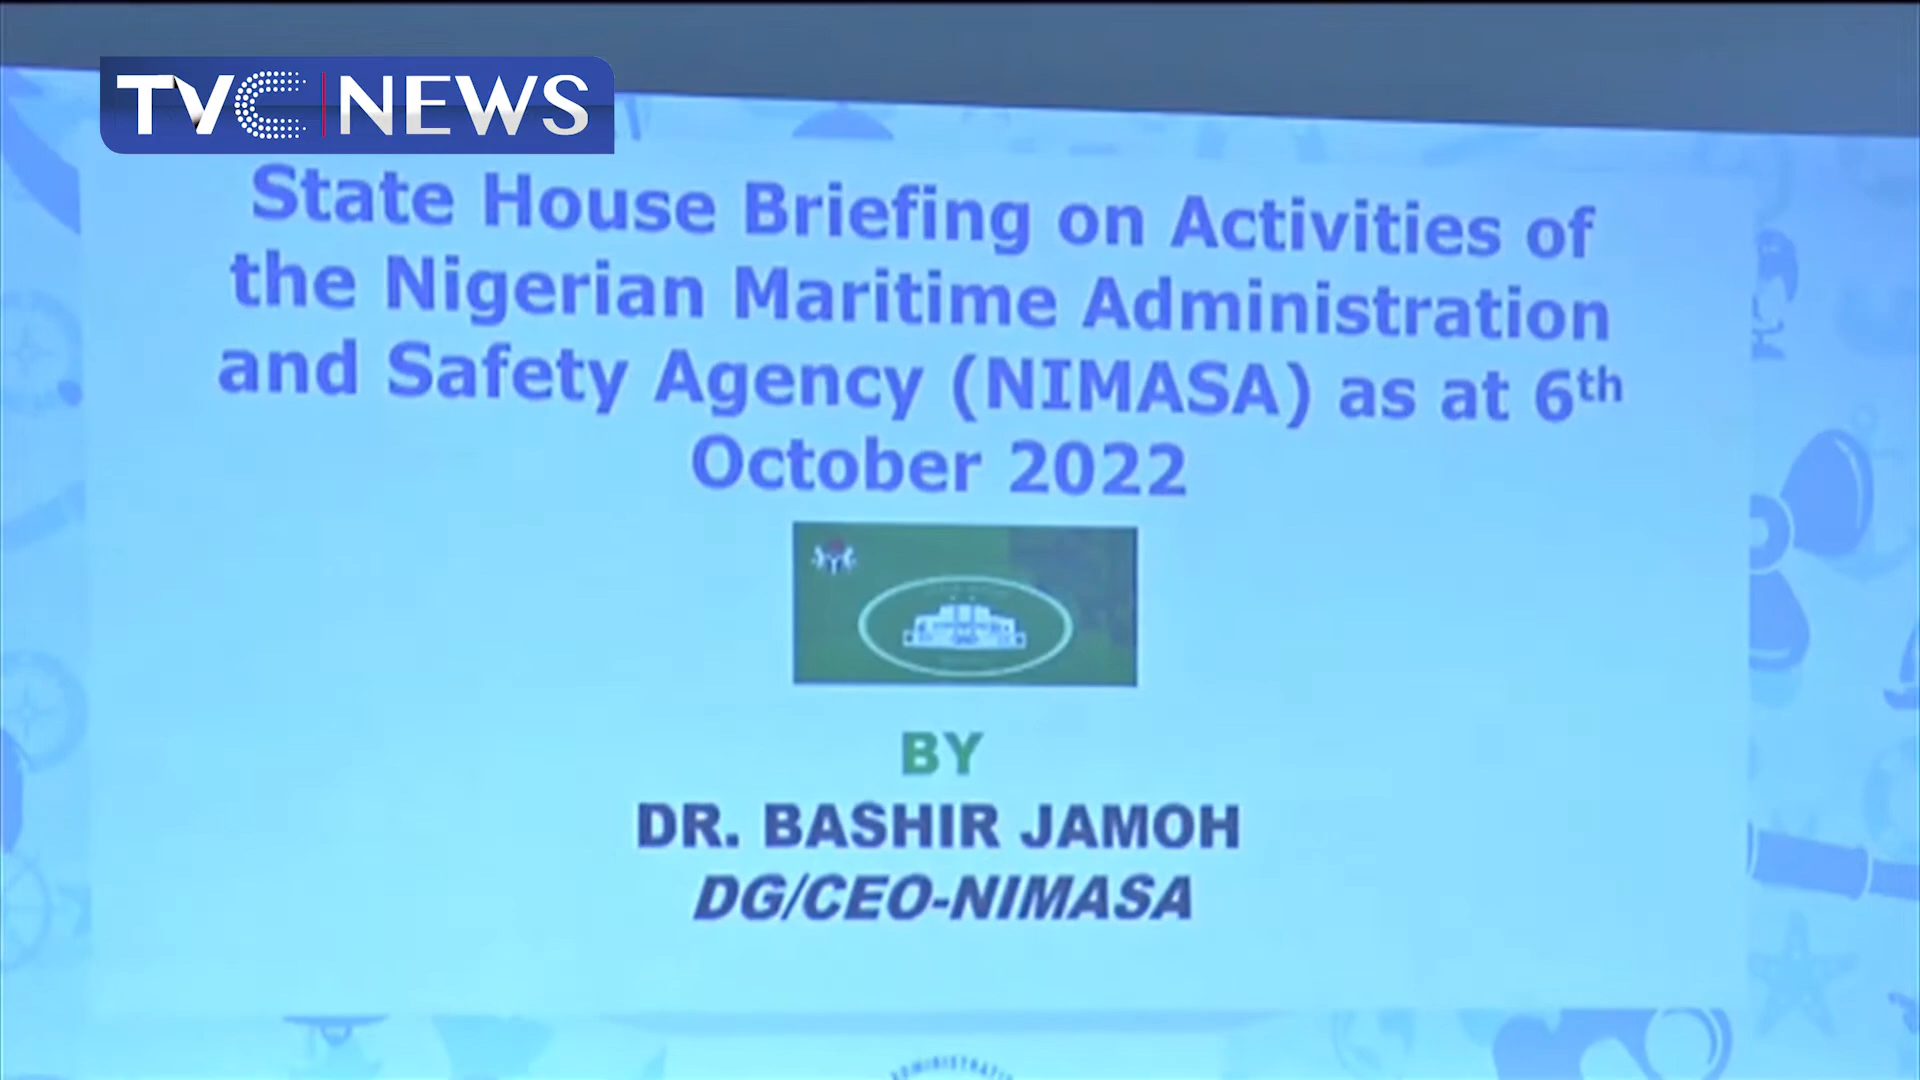 TVC NEWS
State House Briefing on Activities of
the Nigerian Maritime Administration
and Safety Agency (NIMASA) as at 6th
October 2022
BY
DR. BASHIR JAMOH
DG/CEO-NIMASA
ADMINISTRATI